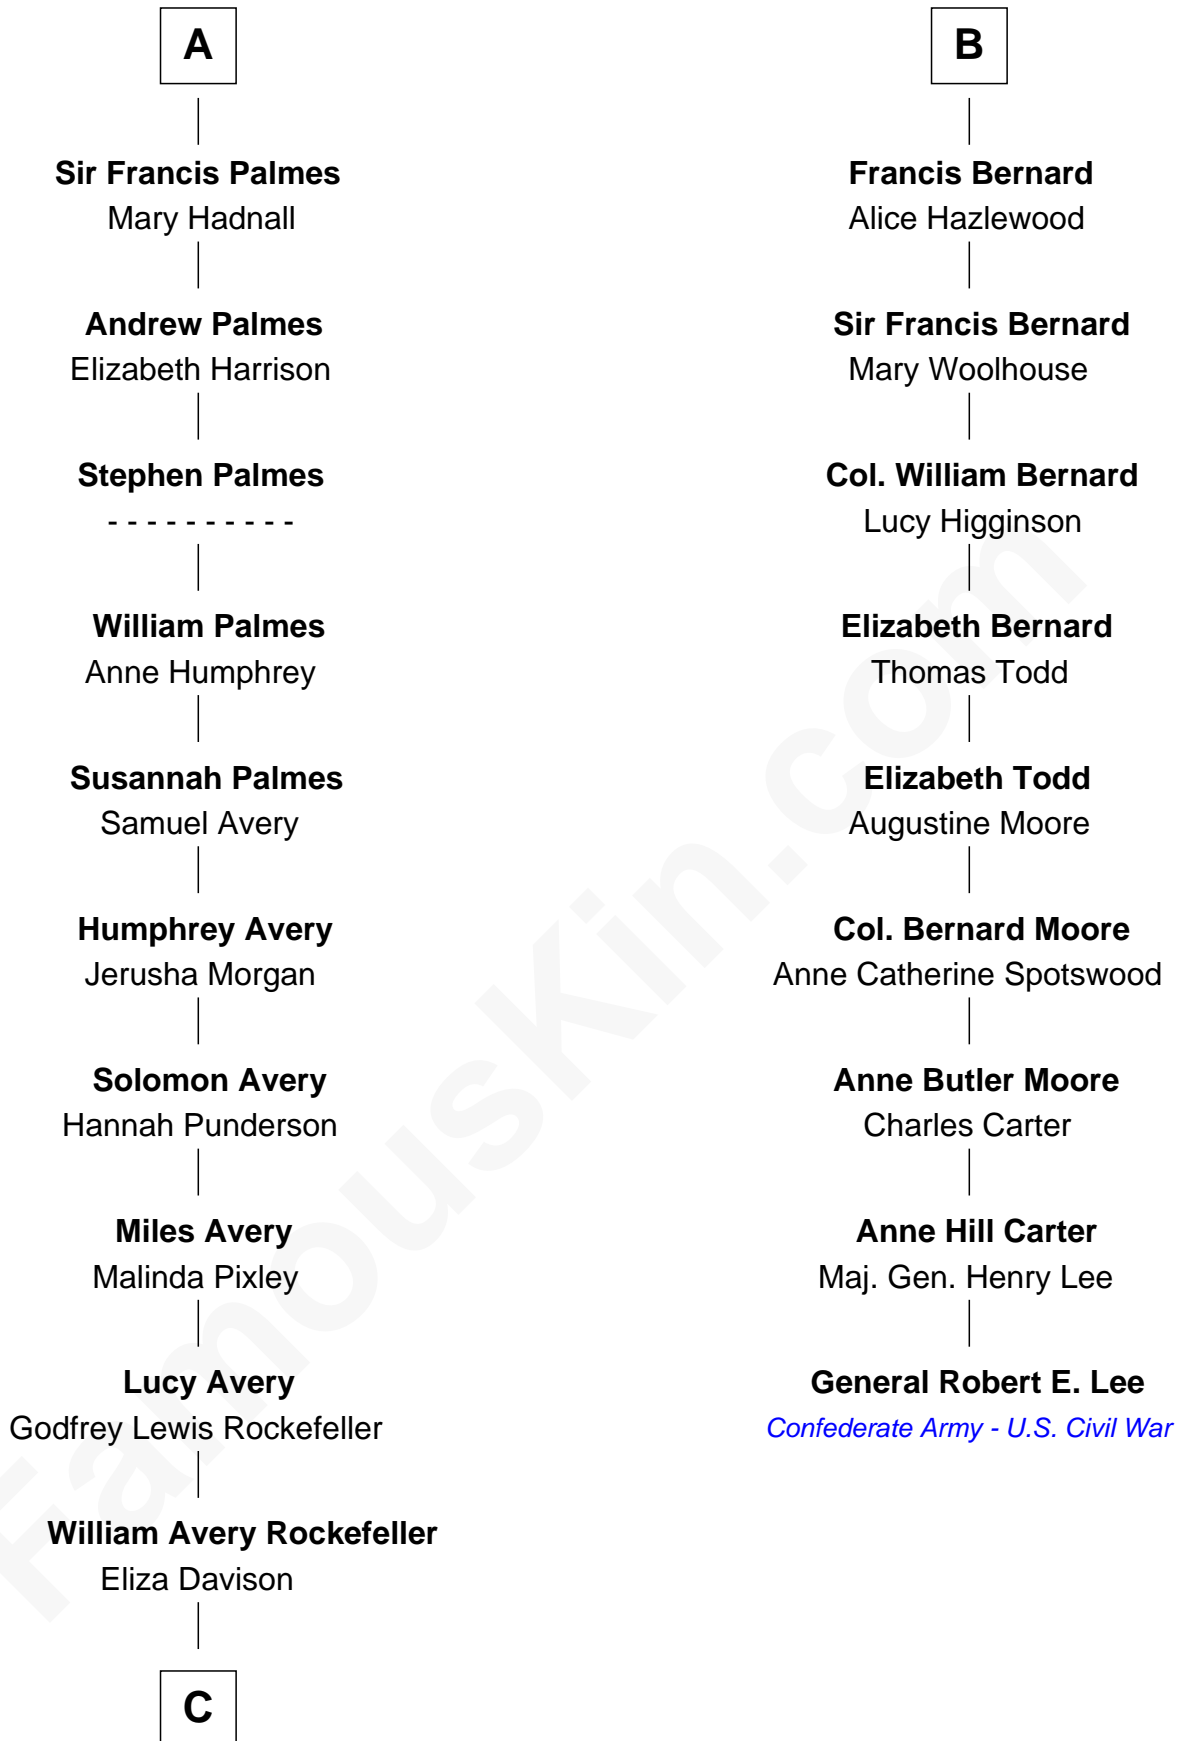 A
Sir Francis Palmes
Mary Hadnall
Andrew Palmes
Elizabeth Harrison
Stephen Palmes
- - - - - - - - - -
William Palmes
Anne Humphrey
Susannah Palmes
Samuel Avery
Humphrey Avery
Jerusha Morgan
Solomon Avery
Hannah Punderson
Miles Avery
Malinda Pixley
Lucy Avery
Godfrey Lewis Rockefeller
William Avery Rockefeller
Eliza Davison
C
B
Francis Bernard
Alice Hazlewood
Sir Francis Bernard
Mary Woolhouse
Col. William Bernard
Lucy Higginson
Elizabeth Bernard
Thomas Todd
Elizabeth Todd
Augustine Moore
Col. Bernard Moore
Anne Catherine Spotswood
Anne Butler Moore
Charles Carter
Anne Hill Carter
Maj. Gen. Henry Lee
General Robert E. Lee
Confederate Army - U.S. Civil War
FamousKin.com